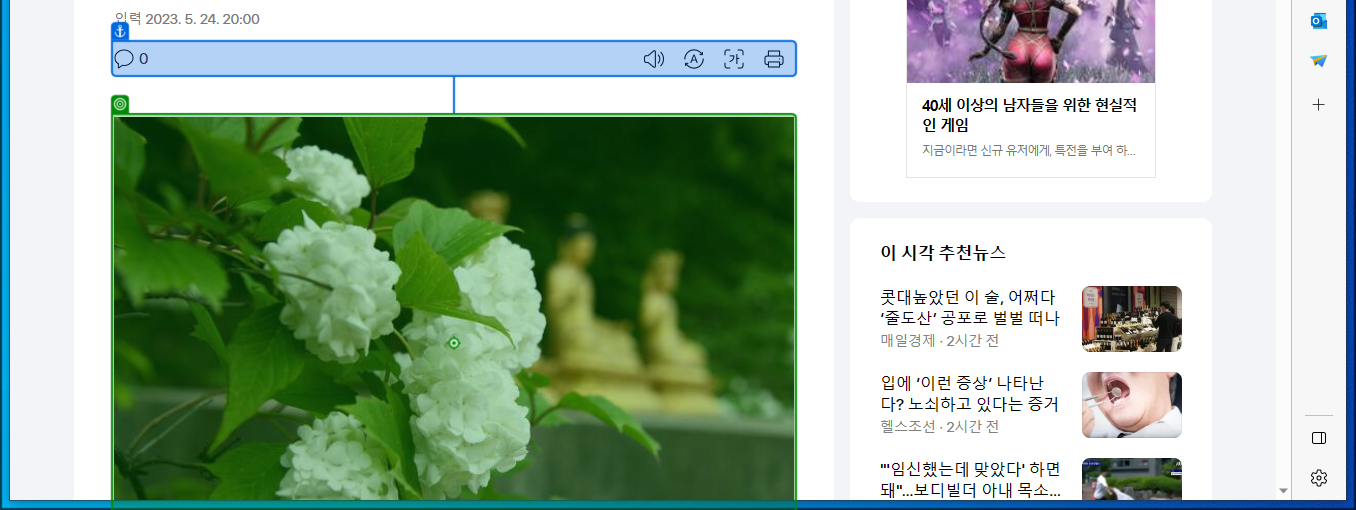 입력 2023. 5. 24. 20:00
0
A
가
40세 이상의 남자들을 위한 현실적
인 게임
지금이라면 신규 유저에게, 특전을 부여 하...
이 시각 추천뉴스
콧대높았던 이 술, 어쩌다
‘줄도산’ 공포로 벌벌 떠나
매일경제 · 2시간 전
입에 ‘이런 증상’ 나타난
다? 노쇠하고 있다는 증거
헬스조선 · 2시간 전
"'임신했는데 맞았다' 하면
돼"…보디빌더 아내 목소…